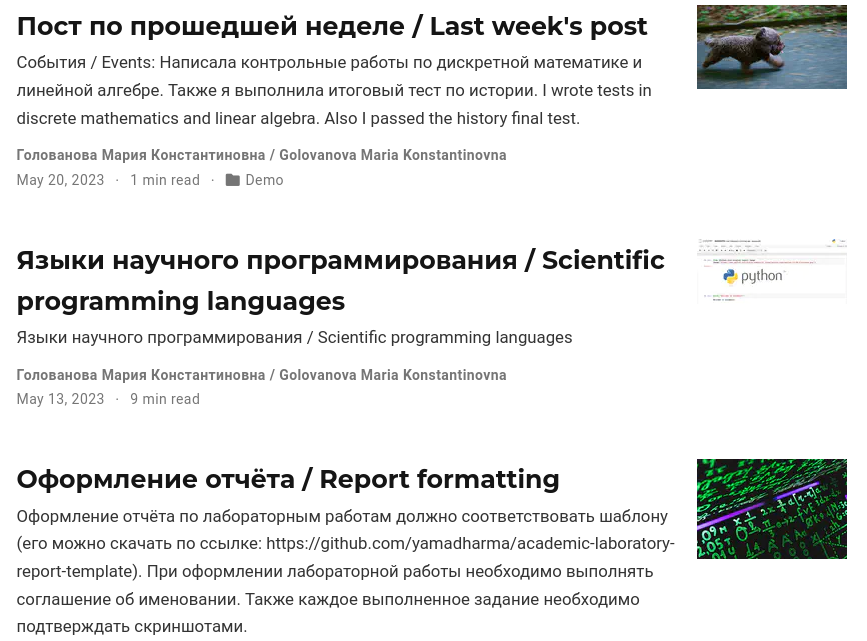 Пост по прошедшей неделе / Last week's post
События / Events: Написала контрольные работы по дискретной математике и
линейной алгебре. Также я выполнила итоговый тест по истории. I wrote tests in
discrete mathematics and linear algebra. Also I passed the history final test.
Голованова Мария Константиновна / Golovanova Maria Konstantinovna
May 20, 2023 · 1 min read · Demo
Языки научного программирования / Scientific
programming languages
python
Языки научного программирования / Scientific programming languages
Голованова Мария Константиновна / Golovanova Maria Konstantinovna
May 13, 2023 · 9 min read
Оформление отчёта / Report formatting
Оформление отчёта по лабораторным работам должно соответствовать шаблону
(его можно скачать по ссылке: https://github.com/yamadharma/academic-laboratory-
report-template). При оформлении лабораторной работы необходимо выполнять
соглашение об именовании. Также каждое выполненное задание необходимо
подтверждать скриншотами.